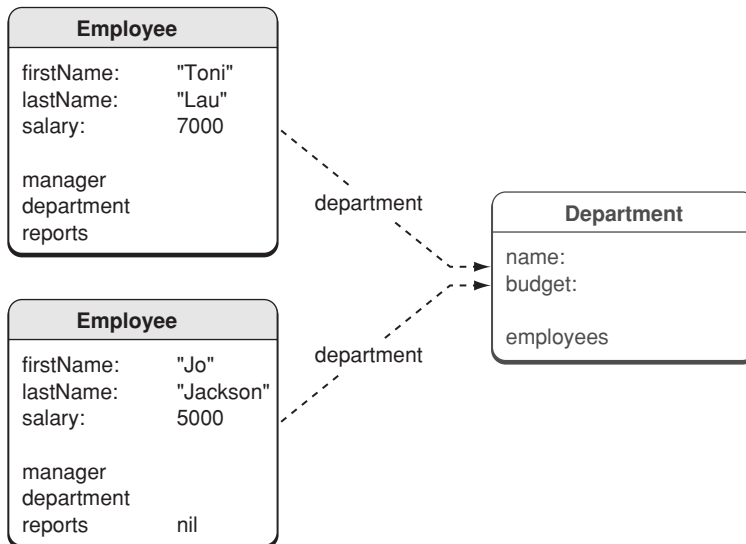 Employee
firstName: "Toni"
lastName: "Lau"
salary: 7000
manager
department
reports
department
Department
name:
budget:
employees
Employee
firstName: "Jo"
lastName: "Jackson"
salary: 5000
manager
department
reports nil
department